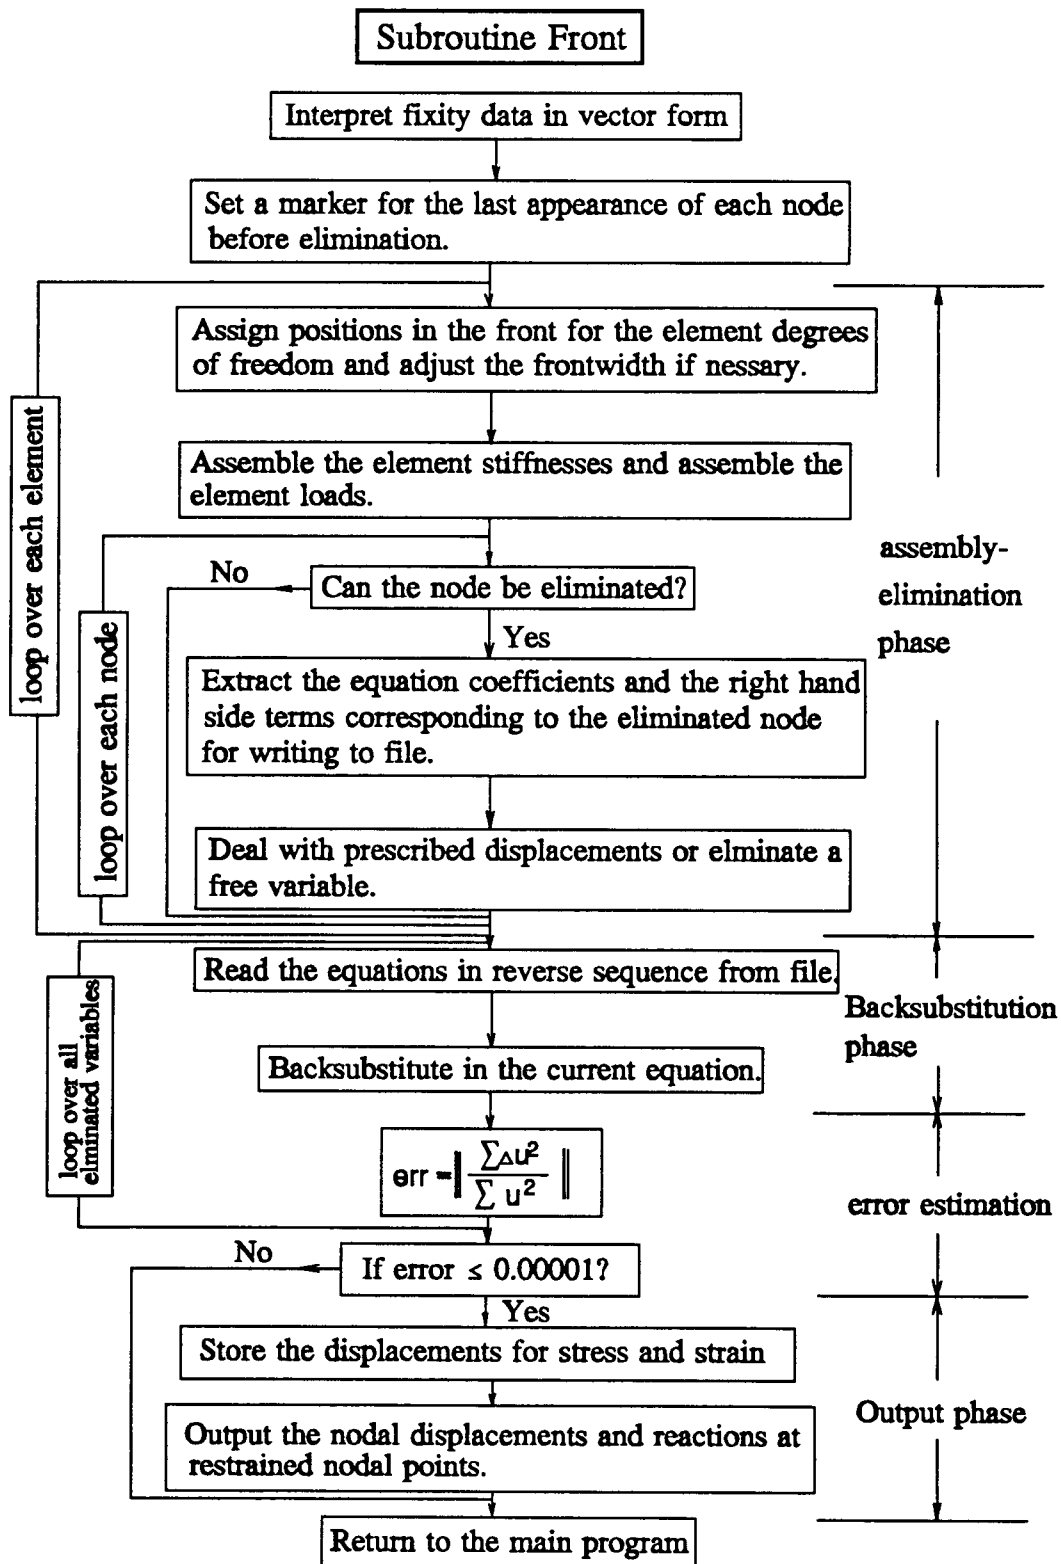 Subroutine Front
Interpret fixity data in vector form
Set a marker for the last appearance of each node
before elimination.
Assign positions in the front for the element degrees
of freedom and adjust the frontwidth if nessary.
loop over each element
Assemble the element stiffnesses and assemble the
element loads.
assembly-
elimination
phase
No
Can the node be eliminated?
Yes
loop over each node
Extract the equation coefficients and the right hand
side terms corresponding to the eliminated node
for writing to file.
Deal with prescribed displacements or elminate a
free variable.
Read the equations in reverse sequence from file.
Backsubstitution
phase
loop over all
elminated variables
Backsubstitute in the current equation.
err = ‖ ∑△u² / ∑ u² ‖
error estimation
No
If error ≤ 0.00001?
Yes
Store the displacements for stress and strain
Output phase
Output the nodal displacements and reactions at
restrained nodal points.
Return to the main program